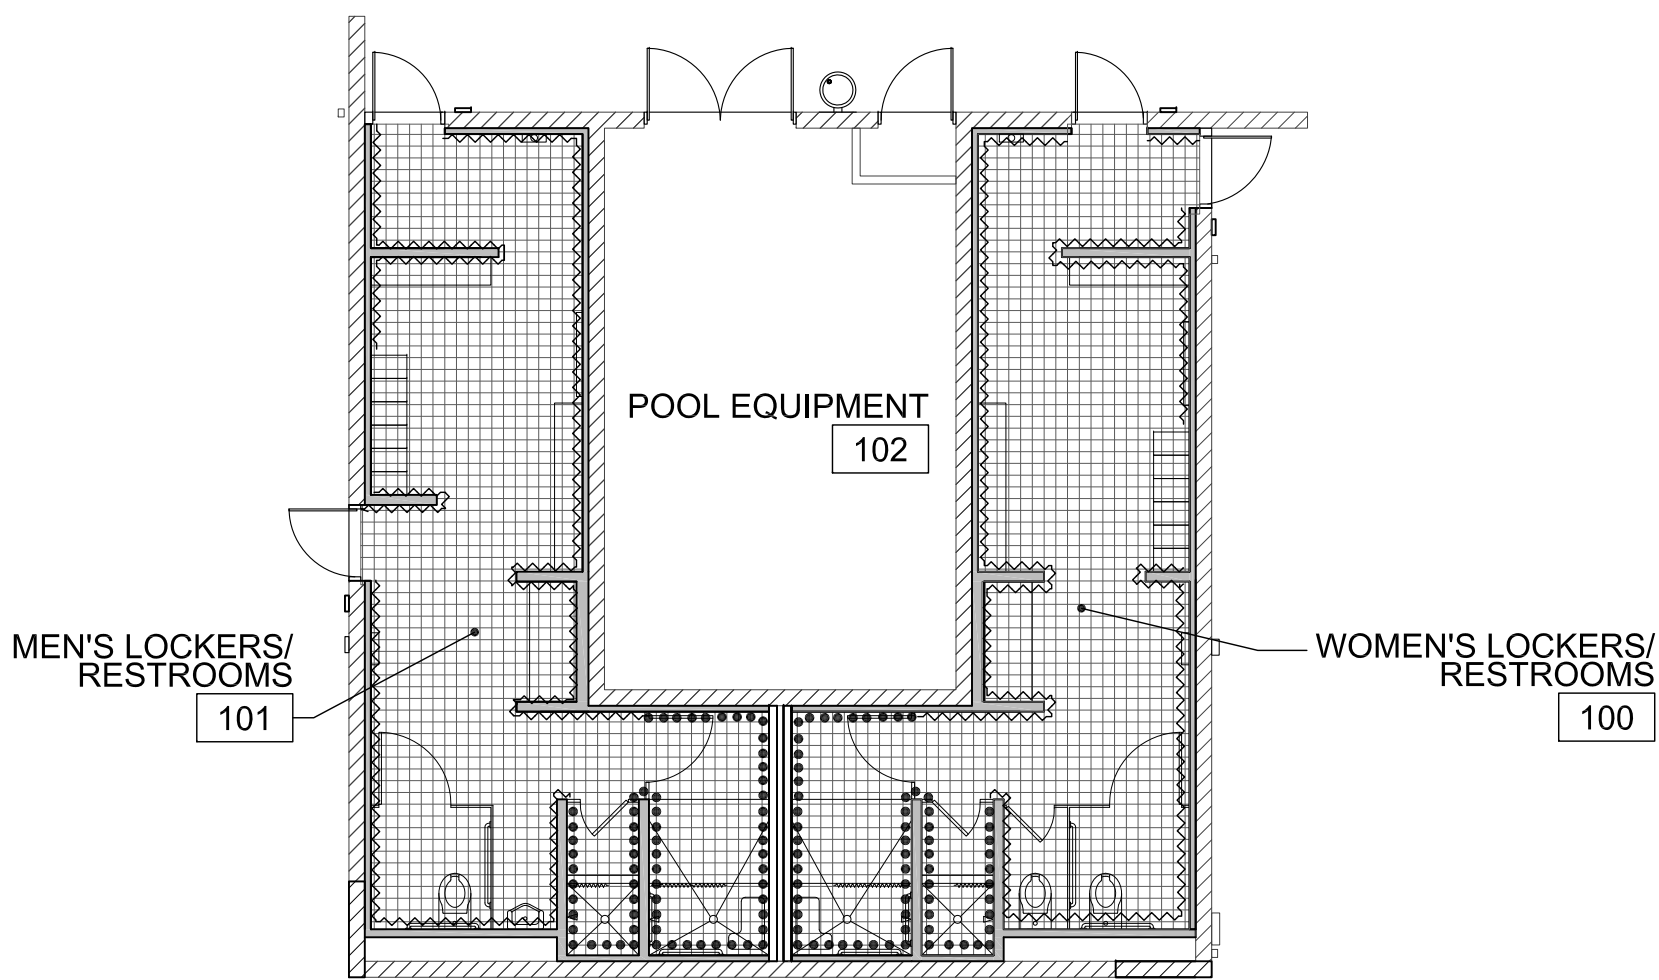 POOL EQUIPMENT
102
MEN'S LOCKERS/
RESTROOMS
101
WOMEN'S LOCKERS/
RESTROOMS
100